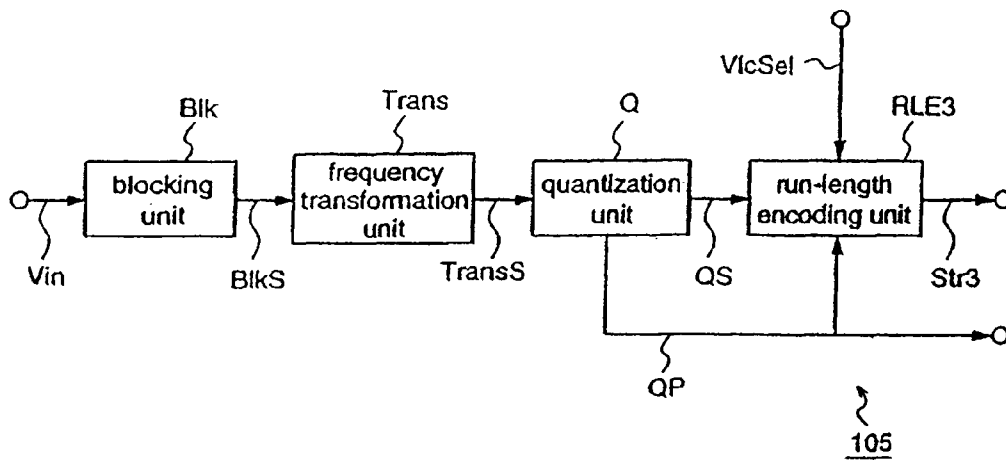 VlcSel
Blk
Trans
Q
RLE3
blocking
unit
frequency
transformation
unit
quantization
unit
run-length
encoding unit
Vin
BlkS
TransS
QS
Str3
QP
105